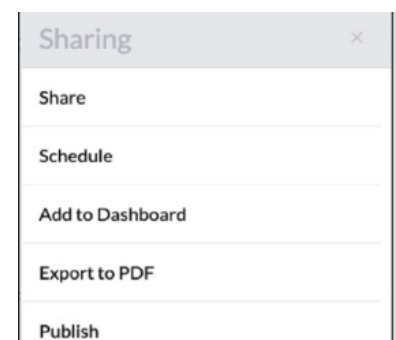 Sharing ×
Share
Schedule
Add to Dashboard
Export to PDF
Publish